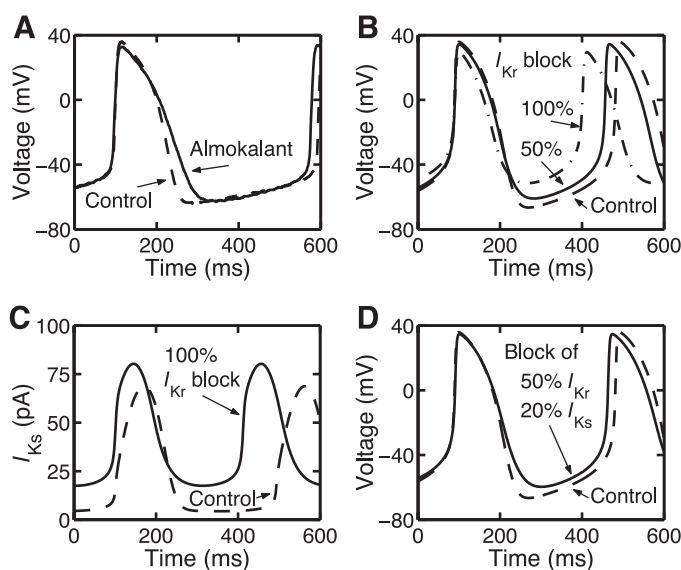 A
Voltage (mV)
40
0
−40
−80
Almokalant
Control
0 200 400 600
Time (ms)
B
Voltage (mV)
40
0
−40
−80
IKr block
100%
50%
Control
0 200 400 600
Time (ms)
C
IKs (pA)
100
75
50
25
0
100%
IKr block
Control
0 200 400 600
Time (ms)
D
Voltage (mV)
40
0
−40
−80
Block of
50% IKr
20% IKs
Control
0 200 400 600
Time (ms)